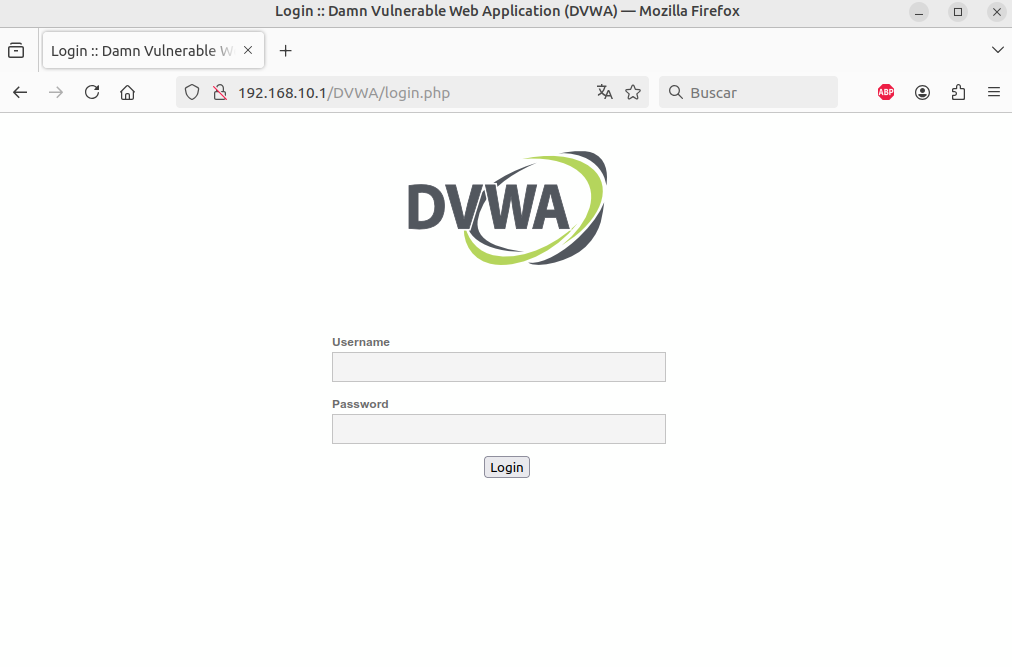 Login :: Damn Vulnerable Web Application (DVWA) — Mozilla Firefox
Login :: Damn Vulnerable W
192.168.10.1/DVWA/login.php
Buscar
ABP
DVWA
Username
Password
Login